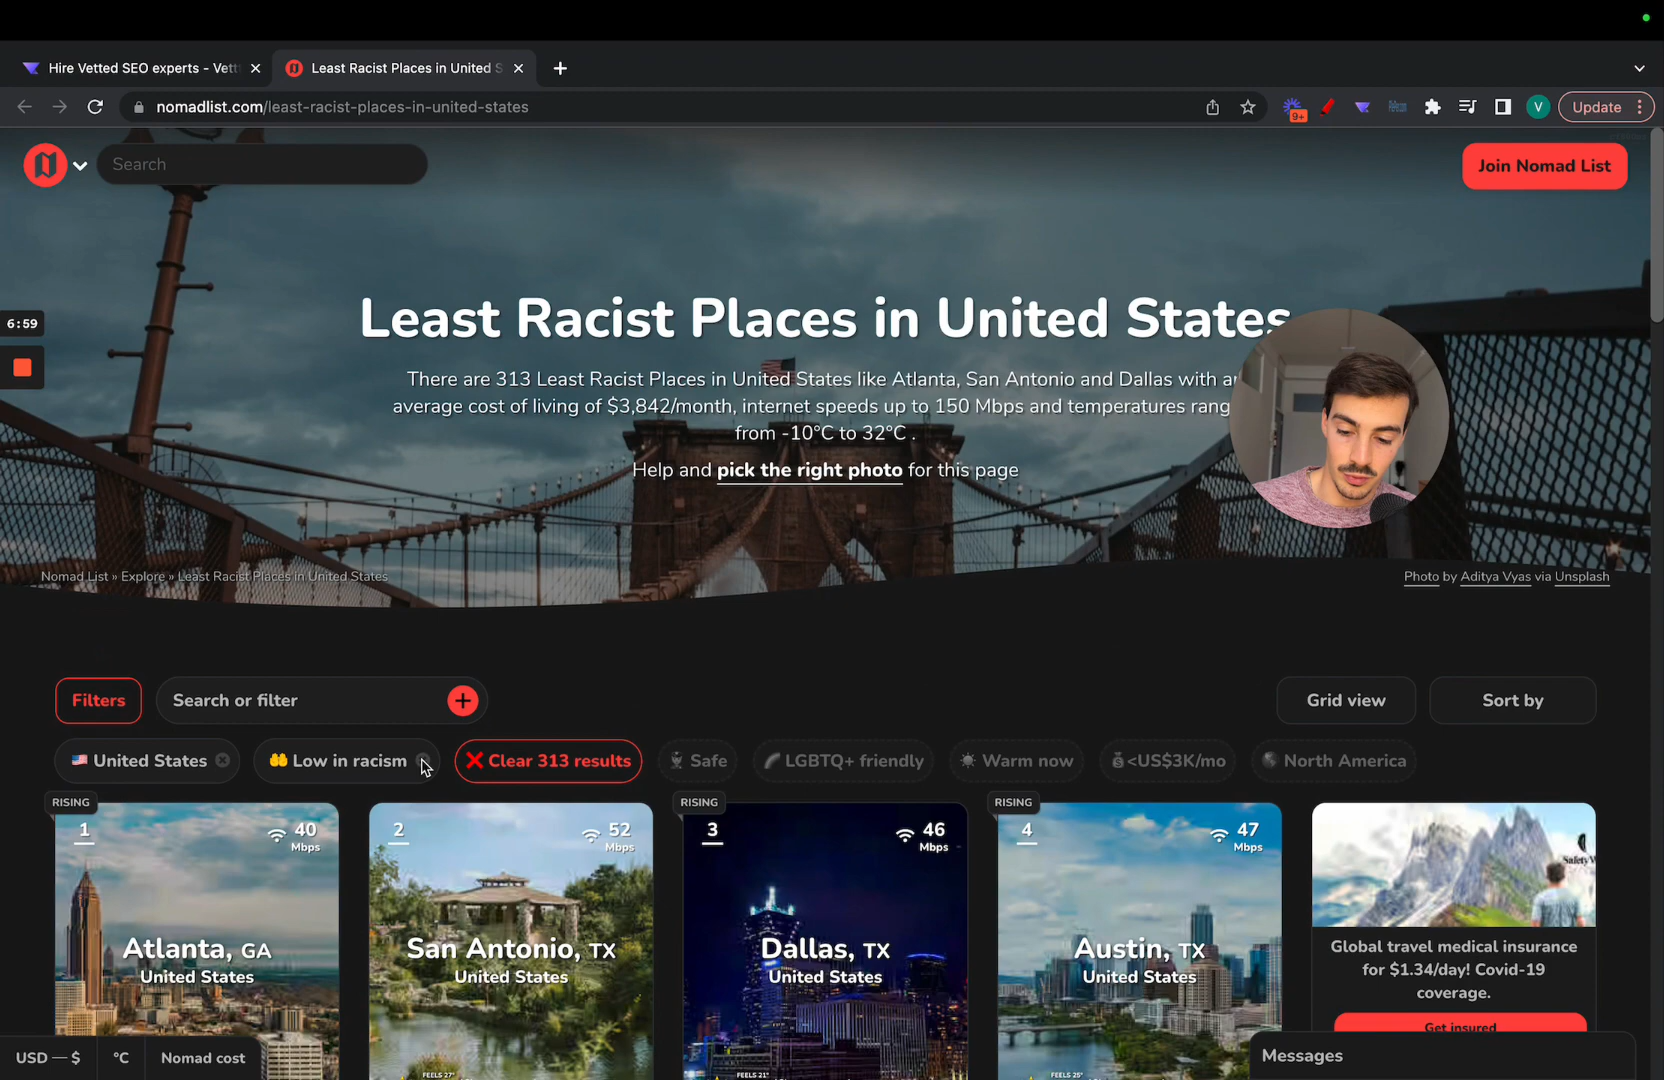 Hire Vetted SEO experts - Vett
Least Racist Places in United S
nomadlist.com/least-racist-places-in-united-states
9+
V
Update
Search
Join Nomad List
6:59
Least Racist Places in United States
There are 313 Least Racist Places in United States like Atlanta, San Antonio and Dallas with
average cost of living of $3,842/month, internet speeds up to 150 Mbps and temperatures rang
from -10°C to 32°C .
Help and pick the right photo for this page
Nomad List » Explore » Least Racist Places in United States
Photo by Aditya Vyas via Unsplash
Filters
Search or filter
Grid view
Sort by
United States
Low in racism
Clear 313 results
Safe
LGBTQ+ friendly
Warm now
<US$3K/mo
North America
RISING
1
40
Mbps
Atlanta, GA
United States
FEELS 27°
2
52
Mbps
San Antonio, TX
United States
RISING
3
46
Mbps
Dallas, TX
United States
FEELS 21°
RISING
4
47
Mbps
Austin, TX
United States
FEELS 25°
Global travel medical insurance
for $1.34/day! Covid-19
coverage.
Get insured
USD — $
°C
Nomad cost
Messages